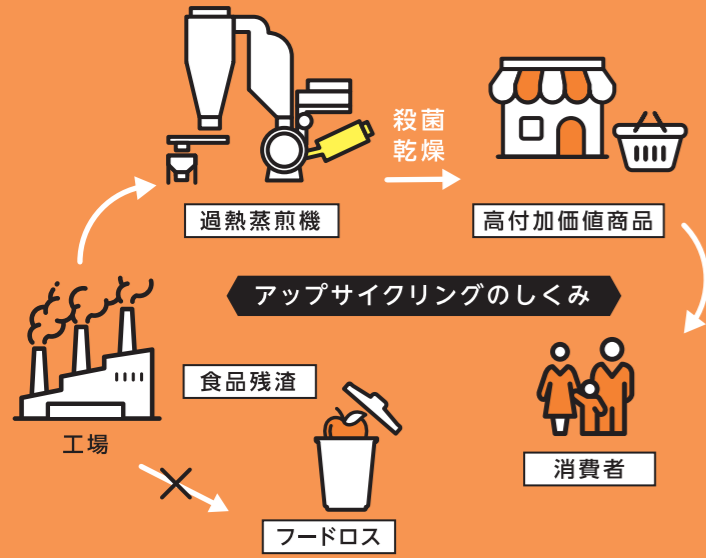 殺菌
乾燥
過熱蒸煎機
高付加価値商品
アップサイクリングのしくみ
食品残渣
工場
消費者
フードロス